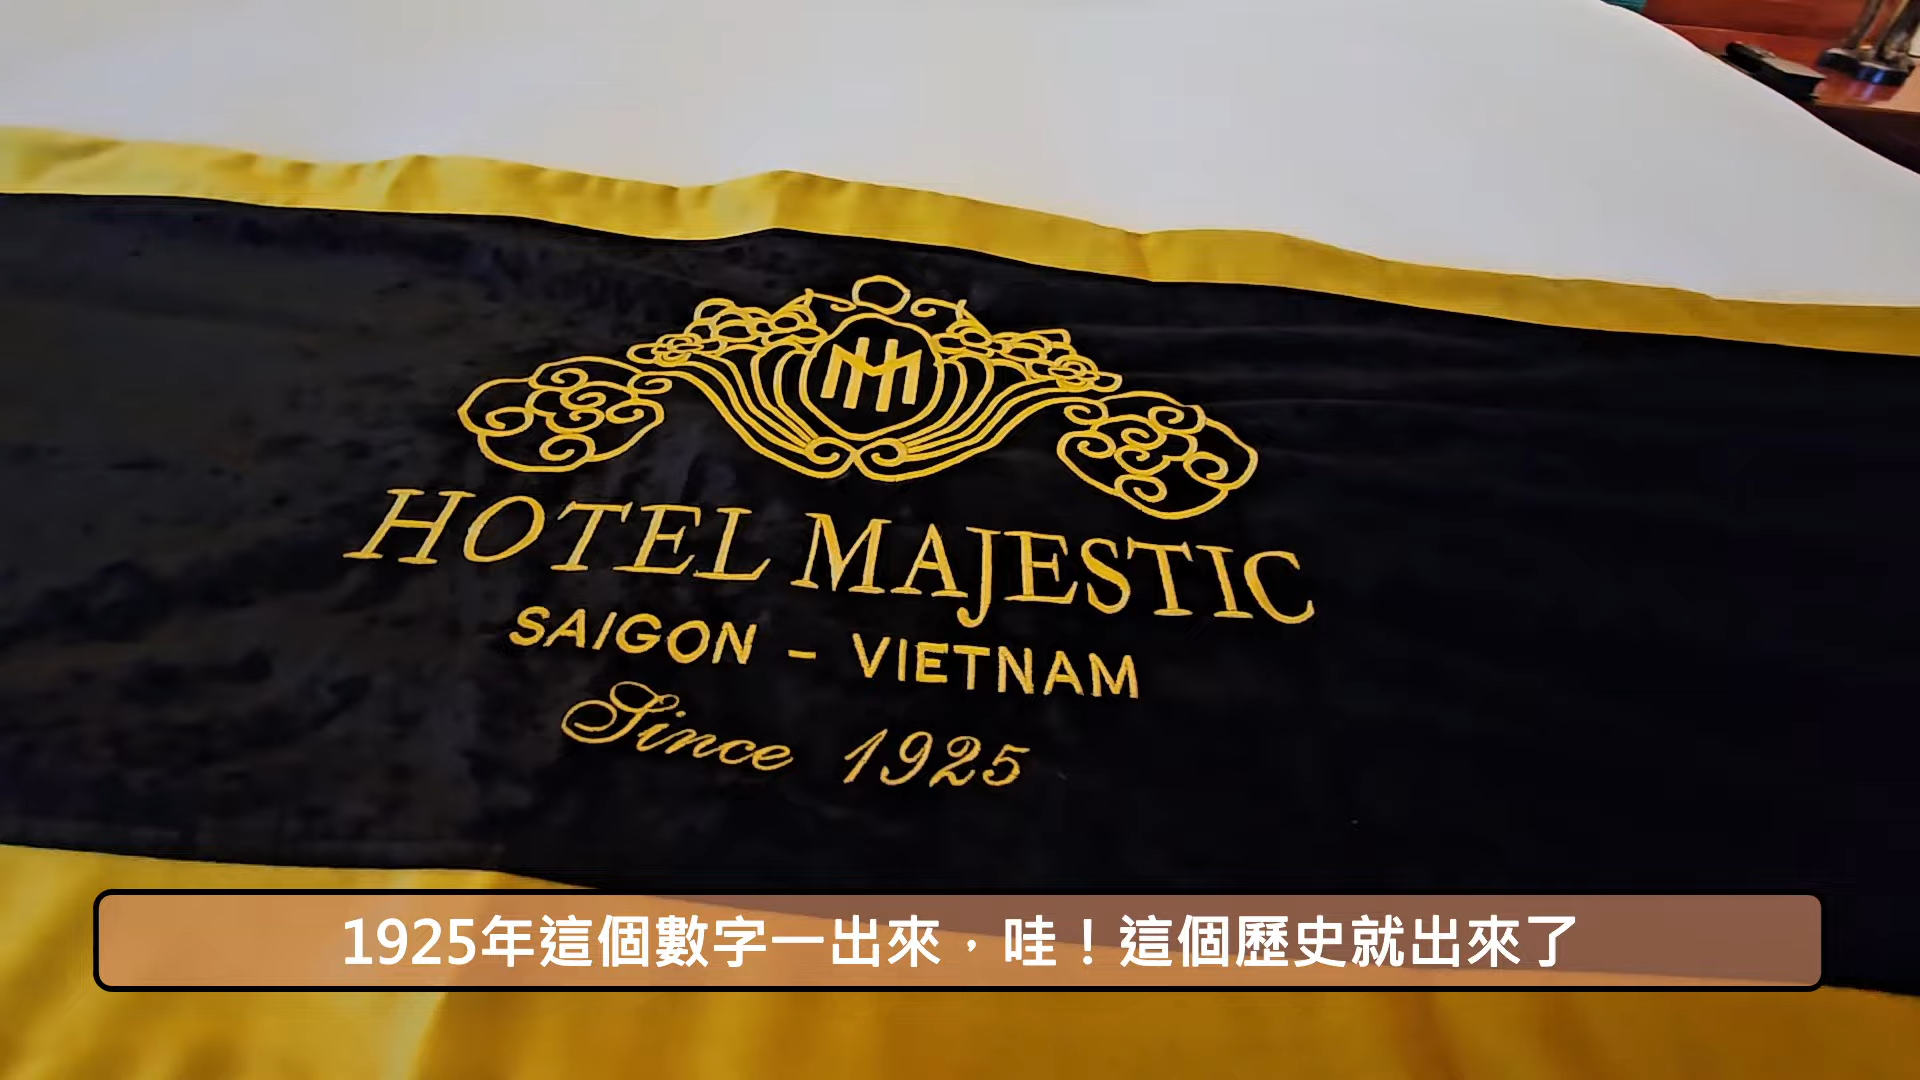 HM
HOTEL MAJESTIC
SAIGON - VIETNAM
Since 1925
1925年這個數字一出來，哇！這個歷史就出來了